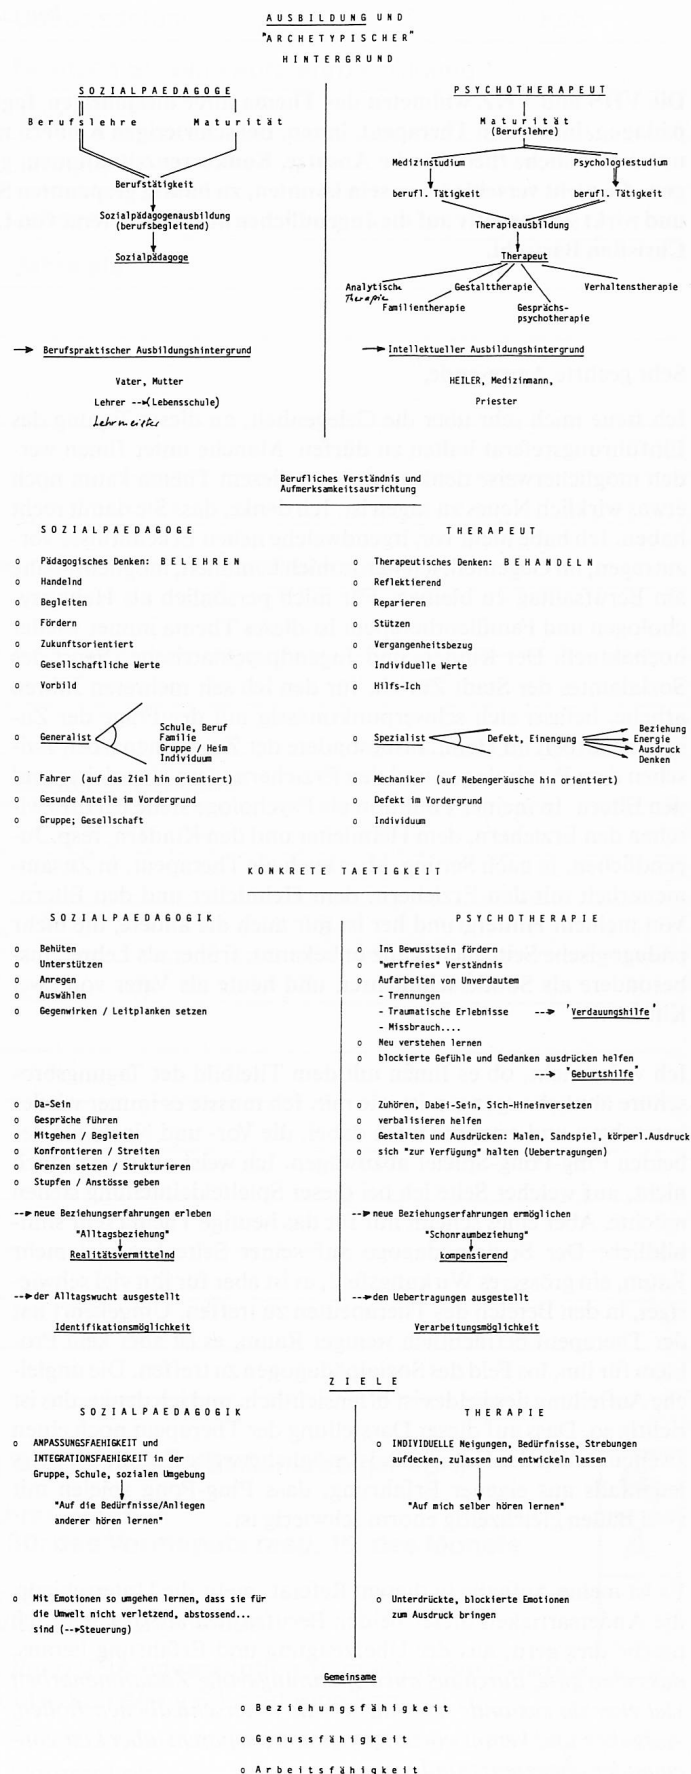 AUSBILDUNG UND
"ARCHETYPISCHER"
HINTERGRUND
SOZIALPAEDAGOGE
Berufslehre Maturität
Berufstätigkeit
Sozialpädagogenausbildung
(berufsbegleitend)
Sozialpädagoge
→ Berufspraktischer Ausbildungshintergrund
Vater, Mutter
Lehrer --→(Lebensschule)
Lehrmeister
PSYCHOTHERAPEUT
Maturität
(Berufslehre)
Medizinstudium Psychologiestudium
berufl. Tätigkeit berufl. Tätigkeit
Therapieausbildung
Therapeut
Analytische Gestalttherapie Verhaltenstherapie
Therapie
Familientherapie Gesprächs-
psychotherapie
→ Intellektueller Ausbildungshintergrund
HEILER, Medizinmann,
Priester
Berufliches Verständnis und
Aufmerksamkeitsausrichtung
SOZIALPAEDAGOGE
o Pädagogisches Denken: BELEHREN
o Handelnd
o Begleiten
o Fördern
o Zukunftsorientiert
o Gesellschaftliche Werte
o Vorbild
o Generalist
Schule, Beruf
Familie
Gruppe / Heim
Individuum
o Fahrer (auf das Ziel hin orientiert)
o Gesunde Anteile im Vordergrund
o Gruppe; Gesellschaft
THERAPEUT
o Therapeutisches Denken: BEHANDELN
o Reflektierend
o Reparieren
o Stützen
o Vergangenheitsbezug
o Individuelle Werte
o Hilfs-Ich
o Spezialist Defekt, Einengung
Beziehung
Energie
Ausdruck
Denken
o Mechaniker (auf Nebengeräusche hin orientiert)
o Defekt im Vordergrund
o Individuum
KONKRETE TAETIGKEIT
SOZIALPAEDAGOGIK
o Behüten
o Unterstützen
o Anregen
o Auswählen
o Gegenwirken / Leitplanken setzen
o Da-Sein
o Gespräche führen
o Mitgehen / Begleiten
o Konfrontieren / Streiten
o Grenzen setzen / Strukturieren
o Stupfen / Anstösse geben
--→ neue Beziehungserfahrungen erleben
"Alltagsbeziehung"
Realitätsvermittelnd
--→ der Alltagswucht ausgestellt
Identifikationsmöglichkeit
PSYCHOTHERAPIE
o Ins Bewusstsein fördern
o "wertfreies" Verständnis
o Aufarbeiten von Unverdautem
- Trennungen
- Traumatische Erlebnisse --→ "Verdauungshilfe"
- Missbrauch....
o Neu verstehen lernen
o blockierte Gefühle und Gedanken ausdrücken helfen
--→ "Geburtshilfe"
o Zuhören, Dabei-Sein, Sich-Hineinversetzen
o verbalisieren helfen
o Gestalten und Ausdrücken: Malen, Sandspiel, körperl.Ausdruck
o sich "zur Verfügung" halten (Uebertragungen)
--→ neue Beziehungserfahrungen ermöglichen
"Schonraumbeziehung"
kompensierend
--→ den Uebertragungen ausgestellt
Verarbeitungsmöglichkeit
ZIELE
SOZIALPAEDAGOGIK
o ANPASSUNGSFAEHIGKEIT und
INTEGRATIONSFAEHIGKEIT in der
Gruppe, Schule, sozialen Umgebung
"Auf die Bedürfnisse/Anliegen
anderer hören lernen"
o Mit Emotionen so umgehen lernen, dass sie für
die Umwelt nicht verletzend, abstossend...
sind (--→Steuerung)
THERAPIE
o INDIVIDUELLE Neigungen, Bedürfnisse, Strebungen
aufdecken, zulassen und entwickeln lassen
"Auf mich selber hören lernen"
o Unterdrückte, blockierte Emotionen
zum Ausdruck bringen
Gemeinsame
o Beziehungsfähigkeit
o Genussfähigkeit
o Arbeitsfähigkeit